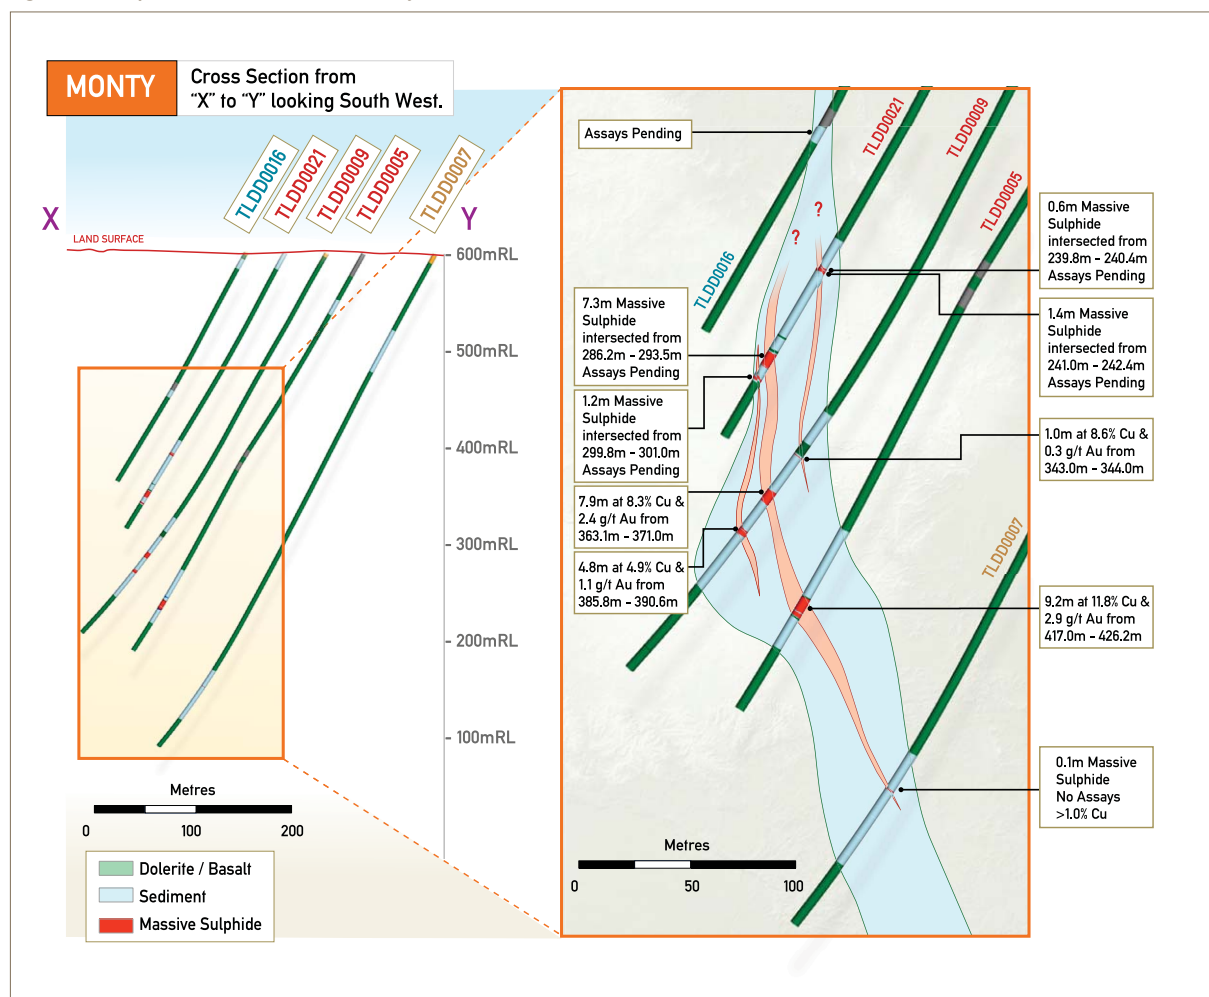 MONTY
Cross Section from
"X" to "Y" looking South West.
TLDD0016
TLDD0021
TLDD0009
TLDD0005
TLDD0007
X
Y
LAND SURFACE
600mRL
500mRL
400mRL
300mRL
200mRL
100mRL
Metres
0
100
200
Dolerite / Basalt
Sediment
Massive Sulphide
Assays Pending
TLDD0021
TLDD0009
TLDD0005
TLDD0016
TLDD0007
?
?
7.3m Massive
Sulphide
intersected from
286.2m – 293.5m
Assays Pending
1.2m Massive
Sulphide
intersected from
299.8m – 301.0m
Assays Pending
7.9m at 8.3% Cu &
2.4 g/t Au from
363.1m – 371.0m
4.8m at 4.9% Cu &
1.1 g/t Au from
385.8m – 390.6m
0.6m Massive
Sulphide
intersected from
239.8m – 240.4m
Assays Pending
1.4m Massive
Sulphide
intersected from
241.0m – 242.4m
Assays Pending
1.0m at 8.6% Cu &
0.3 g/t Au from
343.0m – 344.0m
9.2m at 11.8% Cu &
2.9 g/t Au from
417.0m – 426.2m
0.1m Massive
Sulphide
No Assays
>1.0% Cu
Metres
0
50
100